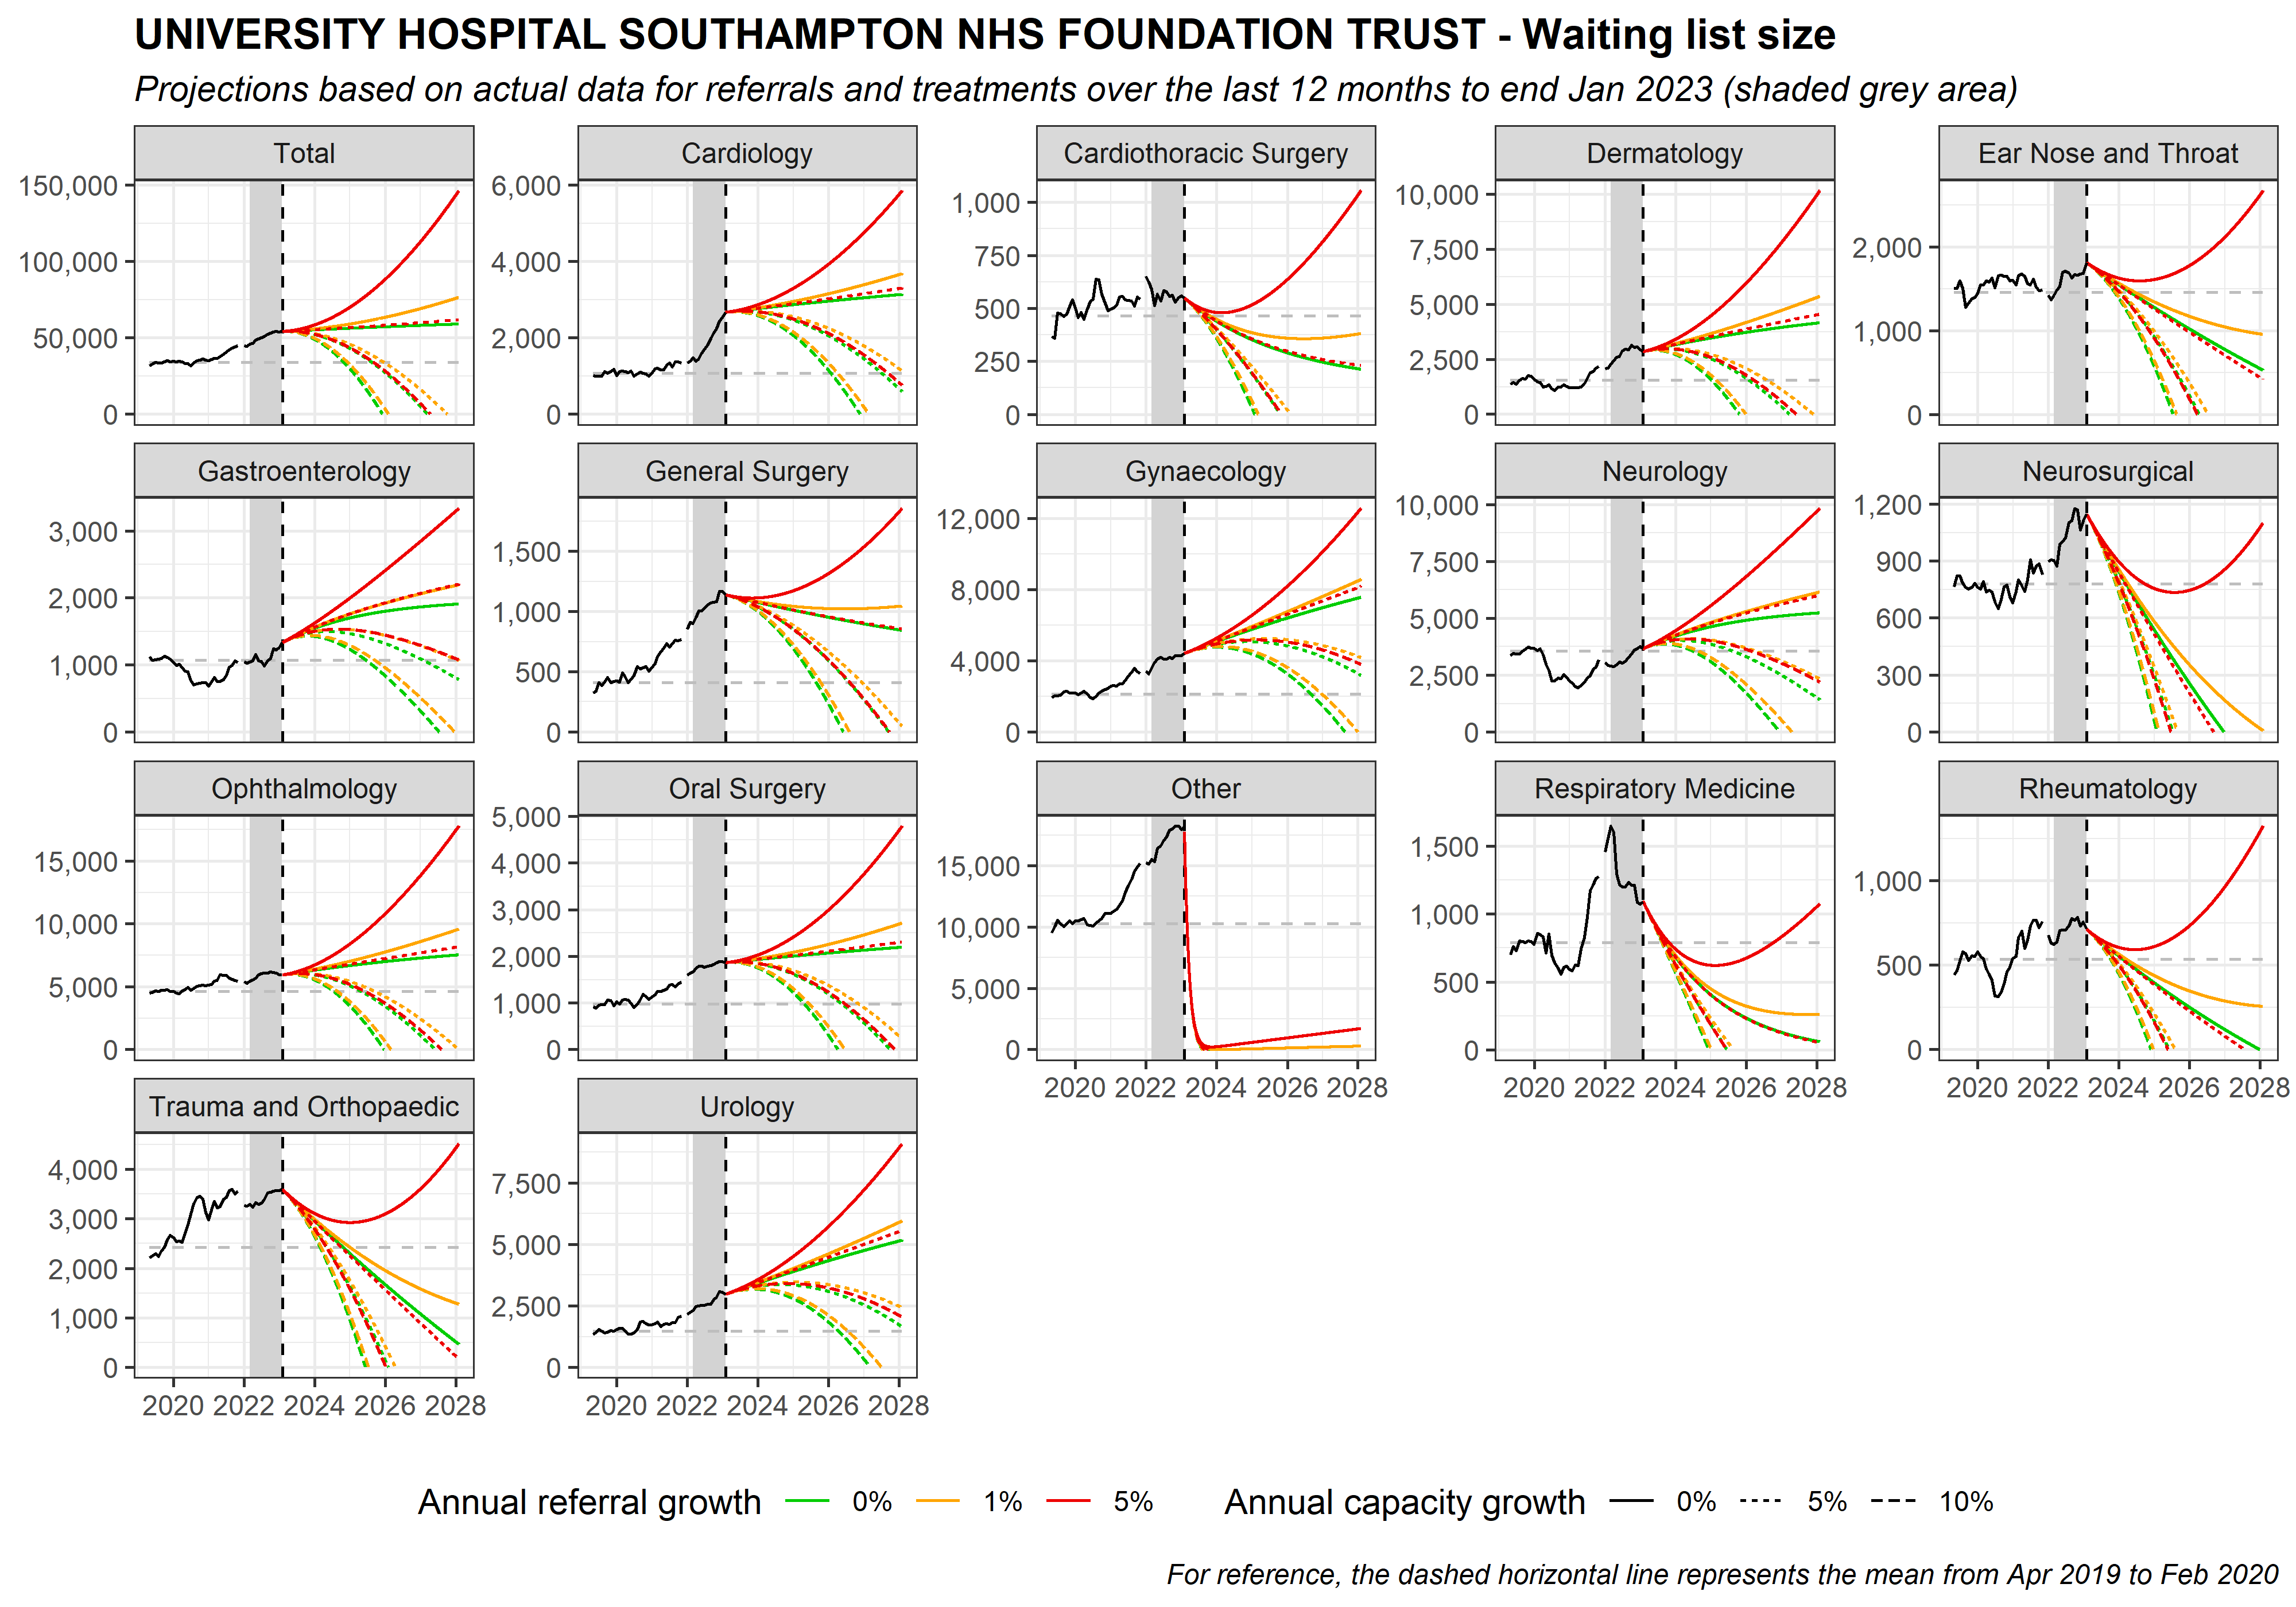 UNIVERSITY HOSPITAL SOUTHAMPTON NHS FOUNDATION TRUST - Waiting list size
Projections based on actual data for referrals and treatments over the last 12 months to end Jan 2023 (shaded grey area)
Total
150,000
100,000
50,000
0
Cardiology
6,000
4,000
2,000
0
Cardiothoracic Surgery
1,000
750
500
250
0
Dermatology
10,000
7,500
5,000
2,500
0
Ear Nose and Throat
2,000
1,000
0
Gastroenterology
3,000
2,000
1,000
0
General Surgery
1,500
1,000
500
0
Gynaecology
12,000
8,000
4,000
0
Neurology
10,000
7,500
5,000
2,500
0
Neurosurgical
1,200
900
600
300
0
Ophthalmology
15,000
10,000
5,000
0
Oral Surgery
5,000
4,000
3,000
2,000
1,000
0
Other
15,000
10,000
5,000
0
2020 2022 2024 2026 2028
Respiratory Medicine
1,500
1,000
500
0
2020 2022 2024 2026 2028
Rheumatology
1,000
500
0
2020 2022 2024 2026 2028
Trauma and Orthopaedic
4,000
3,000
2,000
1,000
0
2020 2022 2024 2026 2028
Urology
7,500
5,000
2,500
0
2020 2022 2024 2026 2028
Annual referral growth 0% 1% 5% Annual capacity growth 0% 5% 10%
For reference, the dashed horizontal line represents the mean from Apr 2019 to Feb 2020